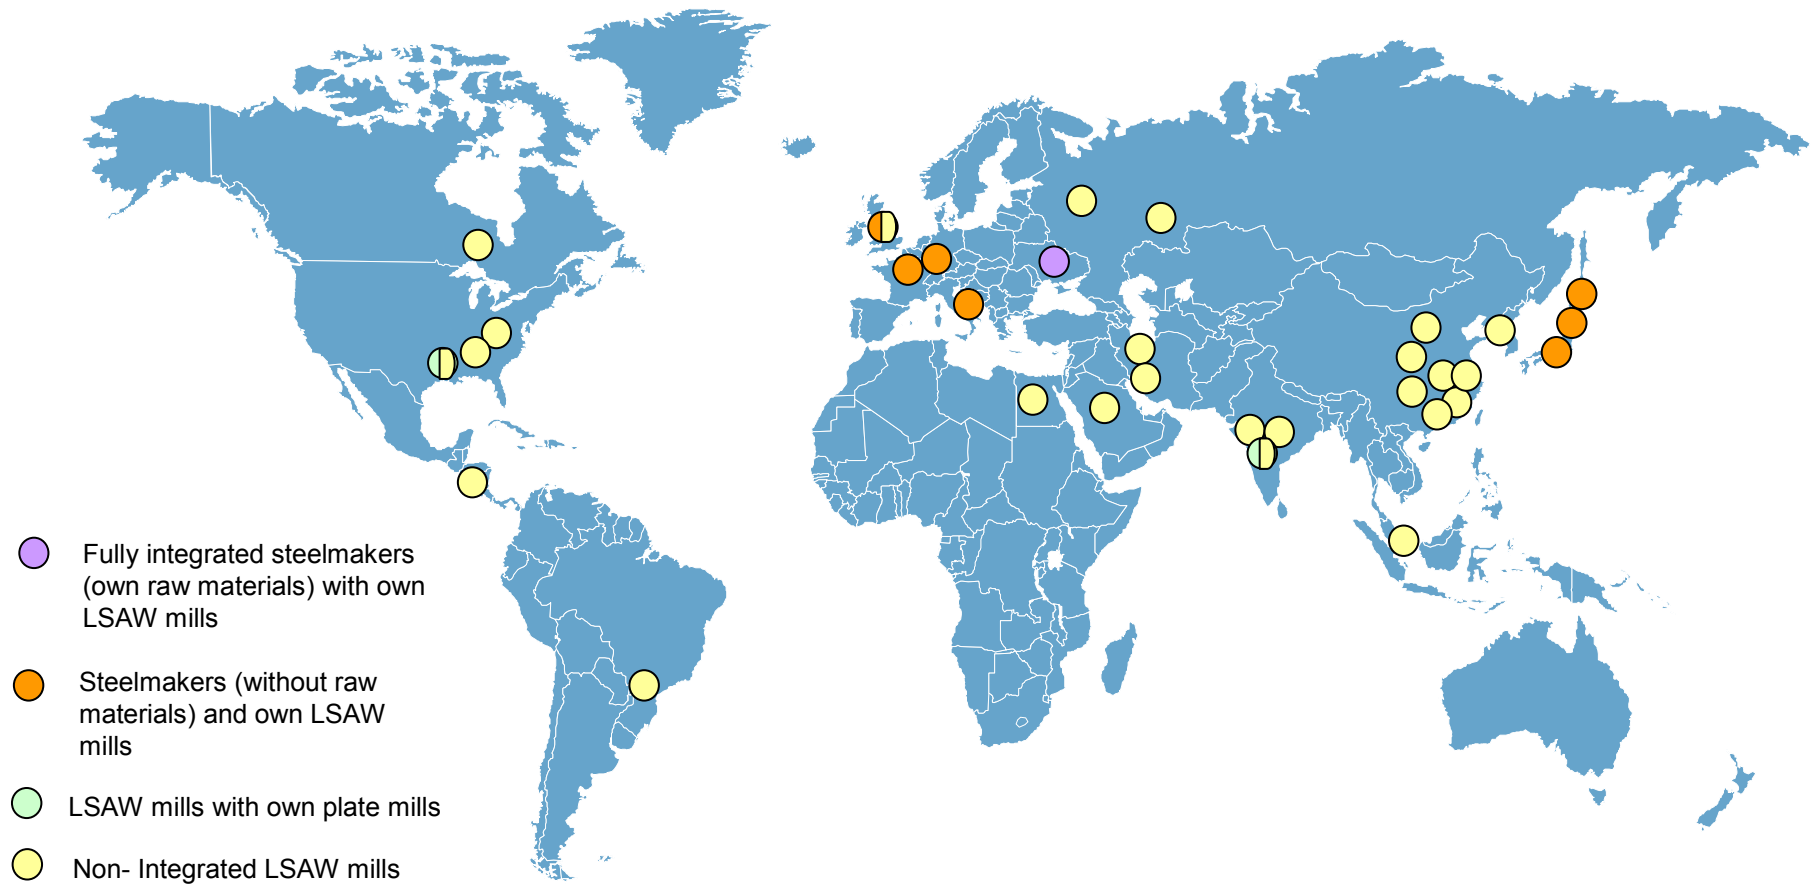 Fully integrated steelmakers
(own raw materials) with own
LSAW mills
Steelmakers (without raw
materials) and own LSAW
mills
LSAW mills with own plate mills
Non- Integrated LSAW mills